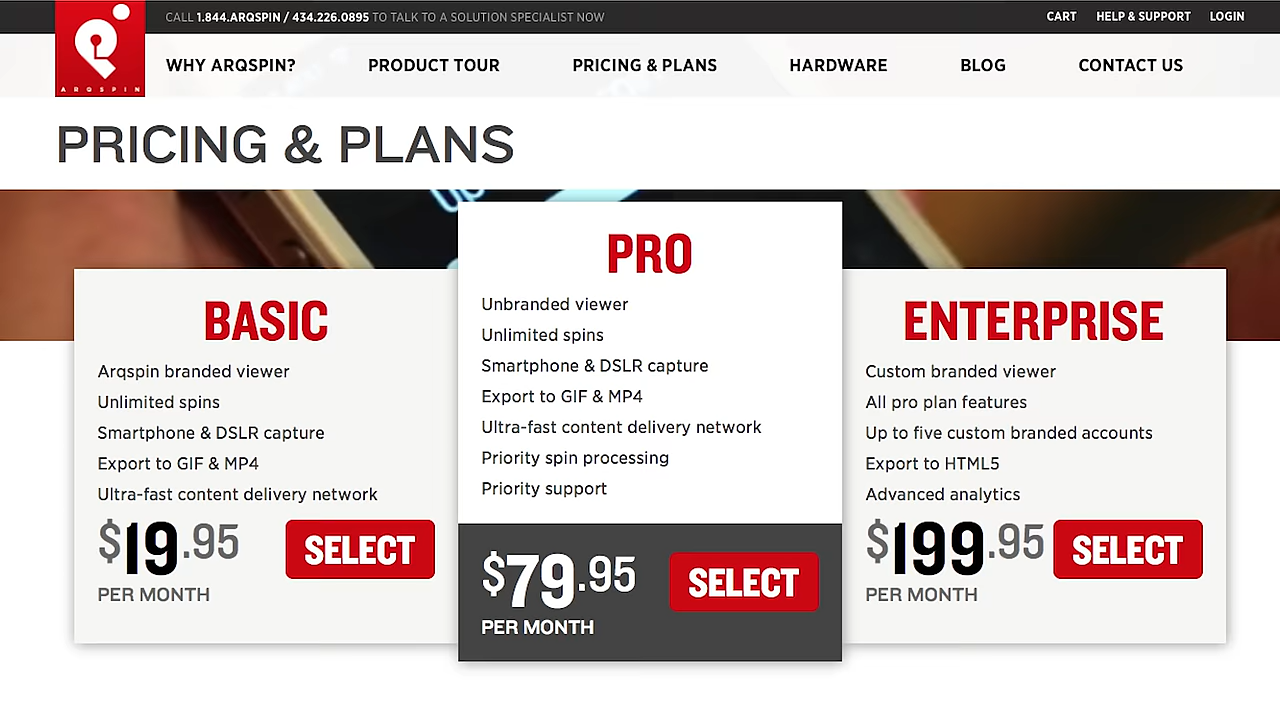 CALL 1.844.ARQSPIN / 434.226.0895 TO TALK TO A SOLUTION SPECIALIST NOW
CART HELP & SUPPORT LOGIN
ARQSPIN
WHY ARQSPIN? PRODUCT TOUR PRICING & PLANS HARDWARE BLOG CONTACT US
PRICING & PLANS
BASIC
Arqspin branded viewer
Unlimited spins
Smartphone & DSLR capture
Export to GIF & MP4
Ultra-fast content delivery network
$19.95
PER MONTH
SELECT
PRO
Unbranded viewer
Unlimited spins
Smartphone & DSLR capture
Export to GIF & MP4
Ultra-fast content delivery network
Priority spin processing
Priority support
$79.95
PER MONTH
SELECT
ENTERPRISE
Custom branded viewer
All pro plan features
Up to five custom branded accounts
Export to HTML5
Advanced analytics
$199.95
PER MONTH
SELECT